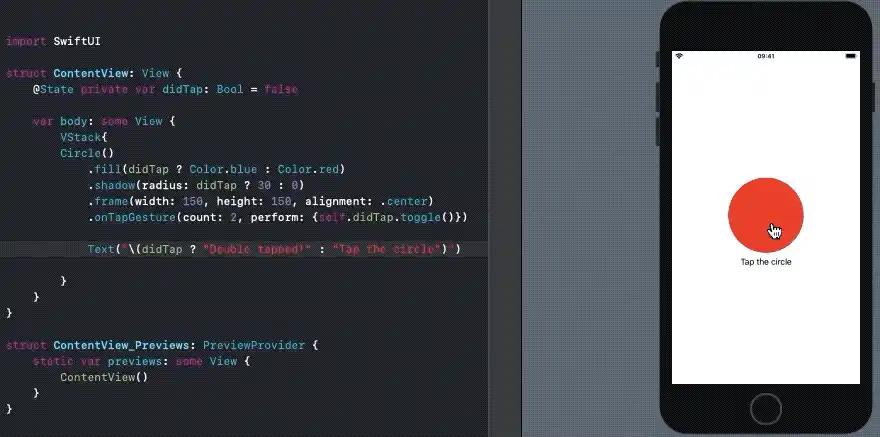 import SwiftUI
struct ContentView: View {
@State private var didTap: Bool = false
var body: some View {
VStack{
Circle()
.fill(didTap ? Color.blue : Color.red)
.shadow(radius: didTap ? 30 : 0)
.frame(width: 150, height: 150, alignment: .center)
.onTapGesture(count: 2, perform: {self.didTap.toggle()})
Text("\(didTap ? "Double tapped!" : "Tap the circle")")
}
}
}
struct ContentView_Previews: PreviewProvider {
static var previews: some View {
ContentView()
}
}
09:41
Tap the circle